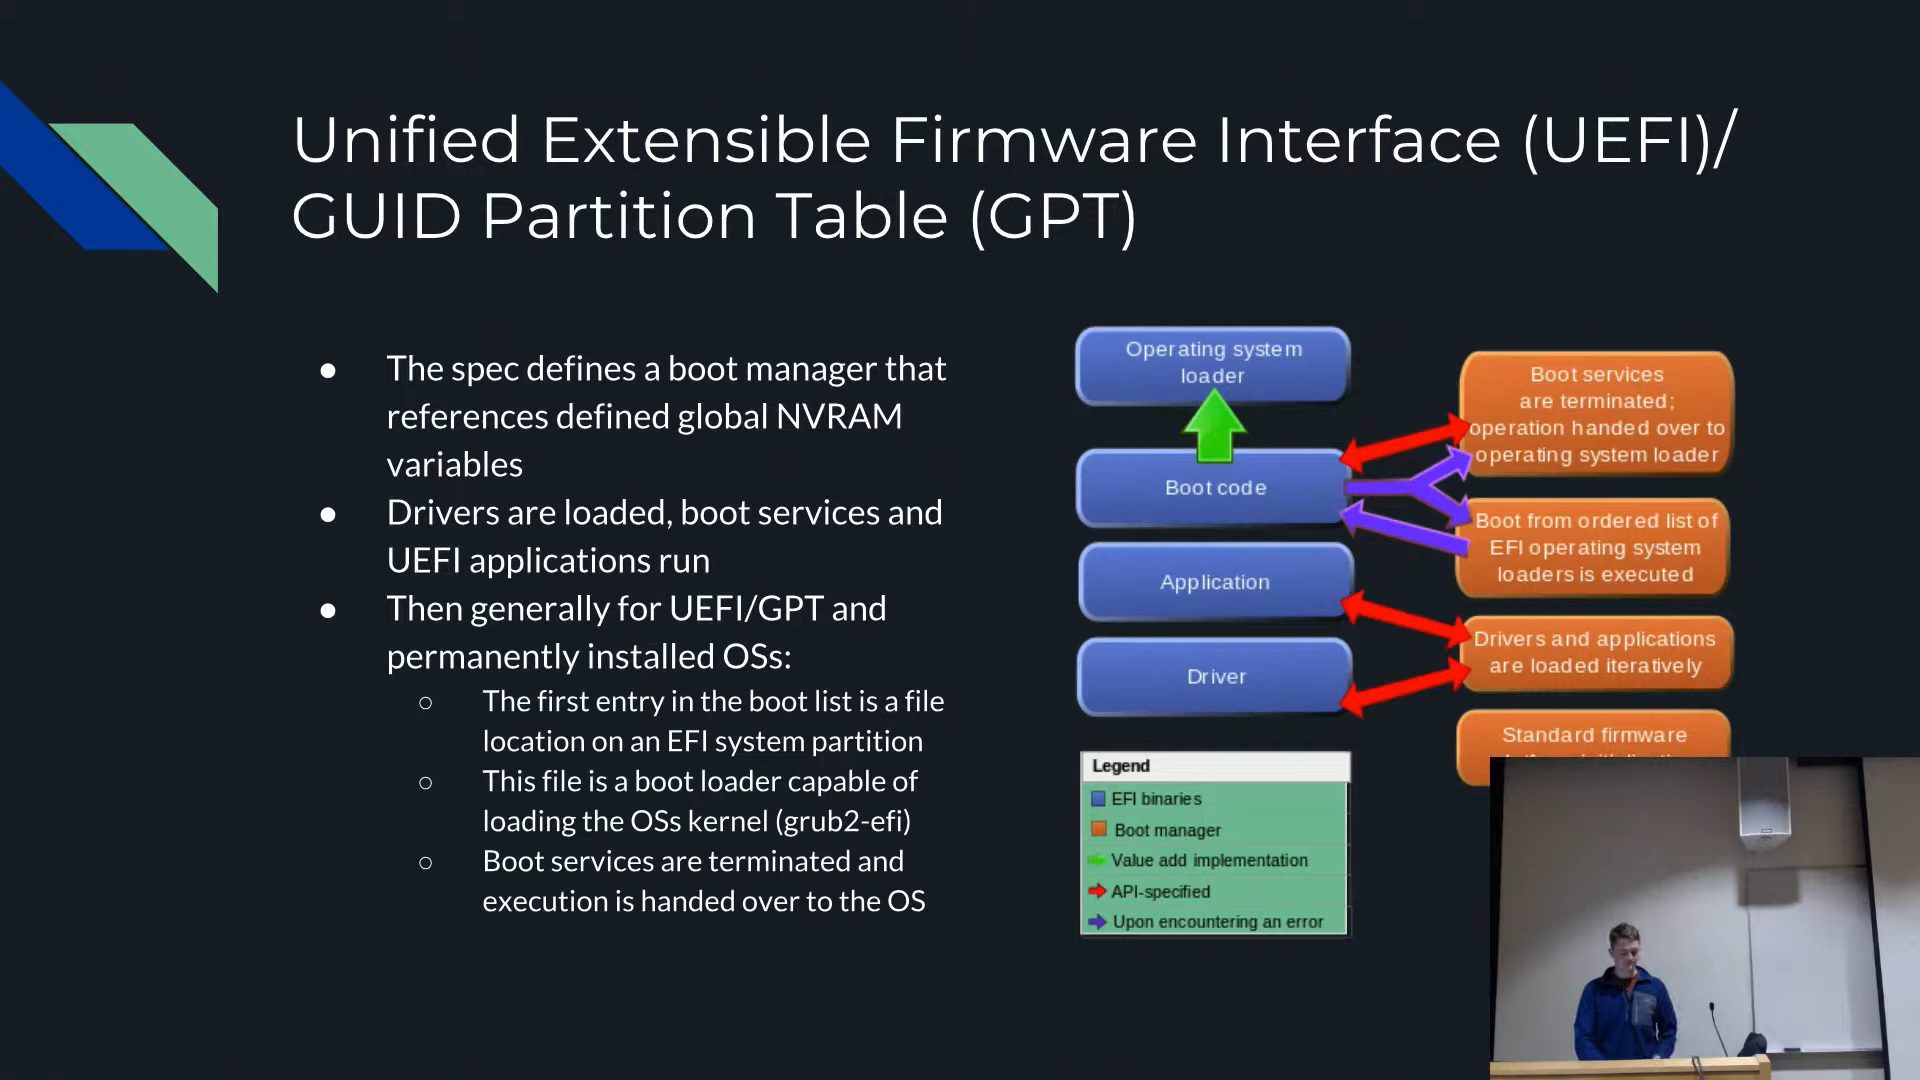 Unified Extensible Firmware Interface (UEFI)/
GUID Partition Table (GPT)
● The spec defines a boot manager that
references defined global NVRAM
variables
● Drivers are loaded, boot services and
UEFI applications run
● Then generally for UEFI/GPT and
permanently installed OSs:
○ The first entry in the boot list is a file
location on an EFI system partition
○ This file is a boot loader capable of
loading the OSs kernel (grub2-efi)
○ Boot services are terminated and
execution is handed over to the OS
Operating system
loader
Boot code
Application
Driver
Boot services
are terminated;
operation handed over to
operating system loader
Boot from ordered list of
EFI operating system
loaders is executed
Drivers and applications
are loaded iteratively
Standard firmware
Legend
EFI binaries
Boot manager
Value add implementation
API-specified
Upon encountering an error